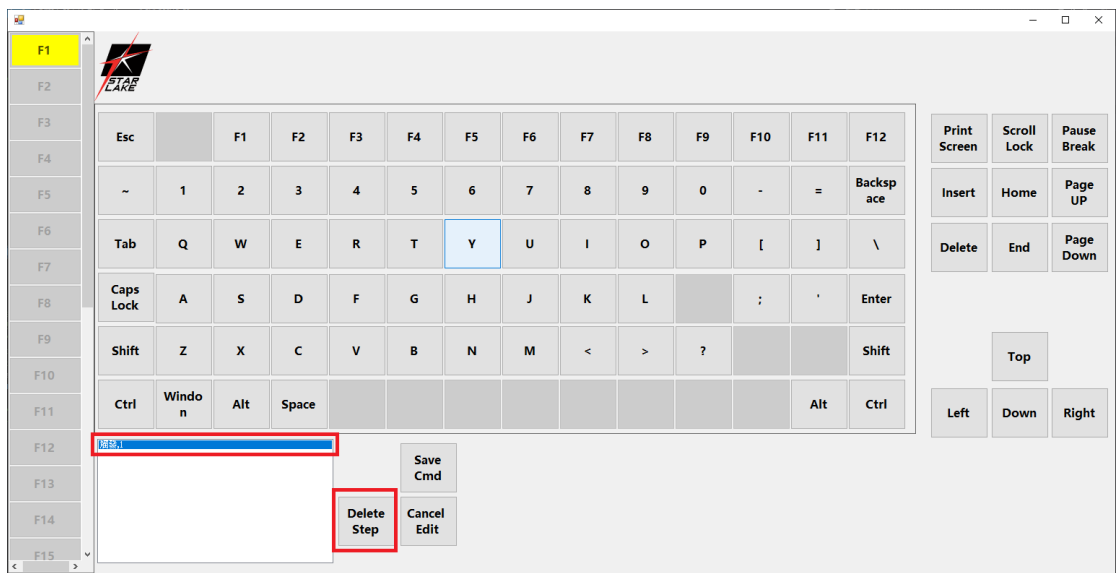 F1
F2
F3
F4
F5
F6
F7
F8
F9
F10
F11
F12
F13
F14
F15
STAR
LAKE
Esc F1 F2 F3 F4 F5 F6 F7 F8 F9 F10 F11 F12
~ 1 2 3 4 5 6 7 8 9 0 - = Backsp
ace
Tab Q W E R T Y U I O P [ ] \
Caps
Lock A S D F G H J K L ; ' Enter
Shift Z X C V B N M < > ? Shift
Ctrl Windo
n Alt Space Alt Ctrl
Print
Screen
Scroll
Lock
Pause
Break
Insert Home Page
UP
Delete End Page
Down
Top
Left Down Right
Save
Cmd
Delete
Step
Cancel
Edit